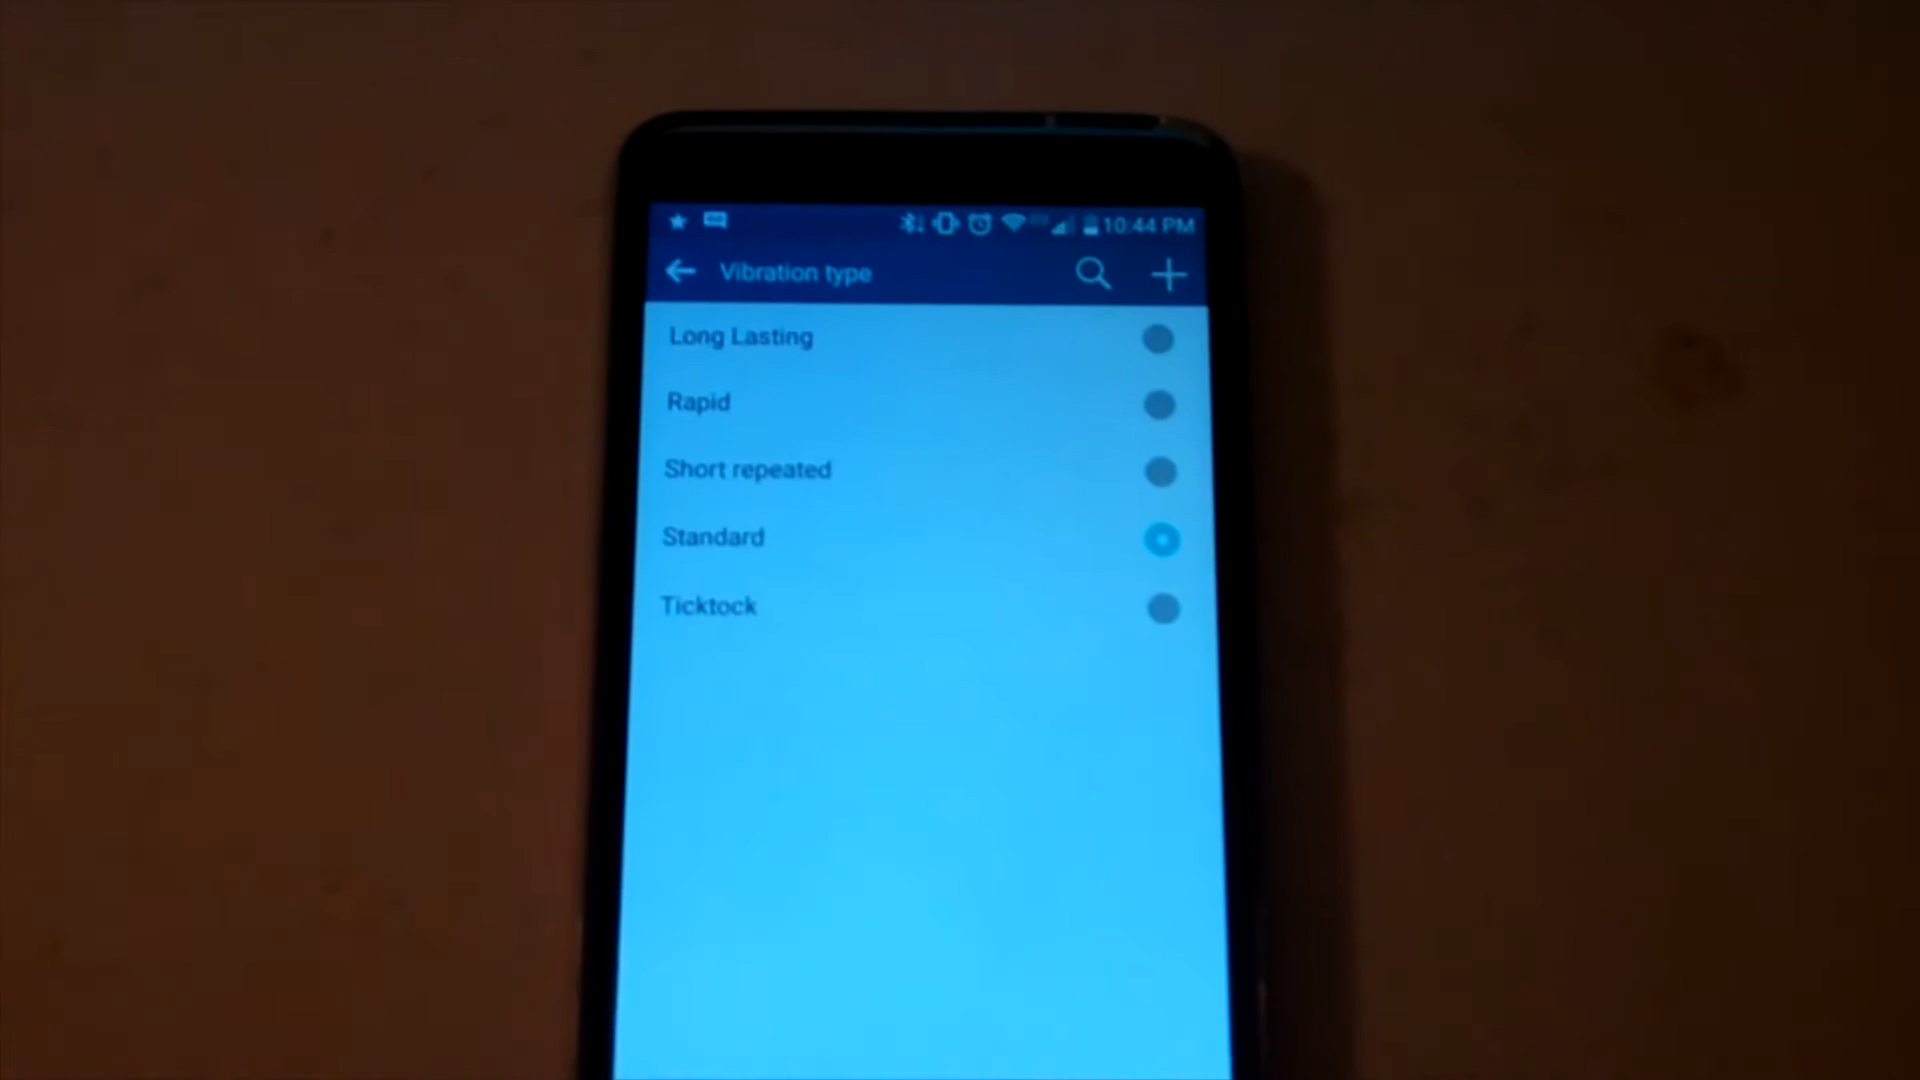 10:44 PM
Vibration type
Long Lasting
Rapid
Short repeated
Standard
Ticktock